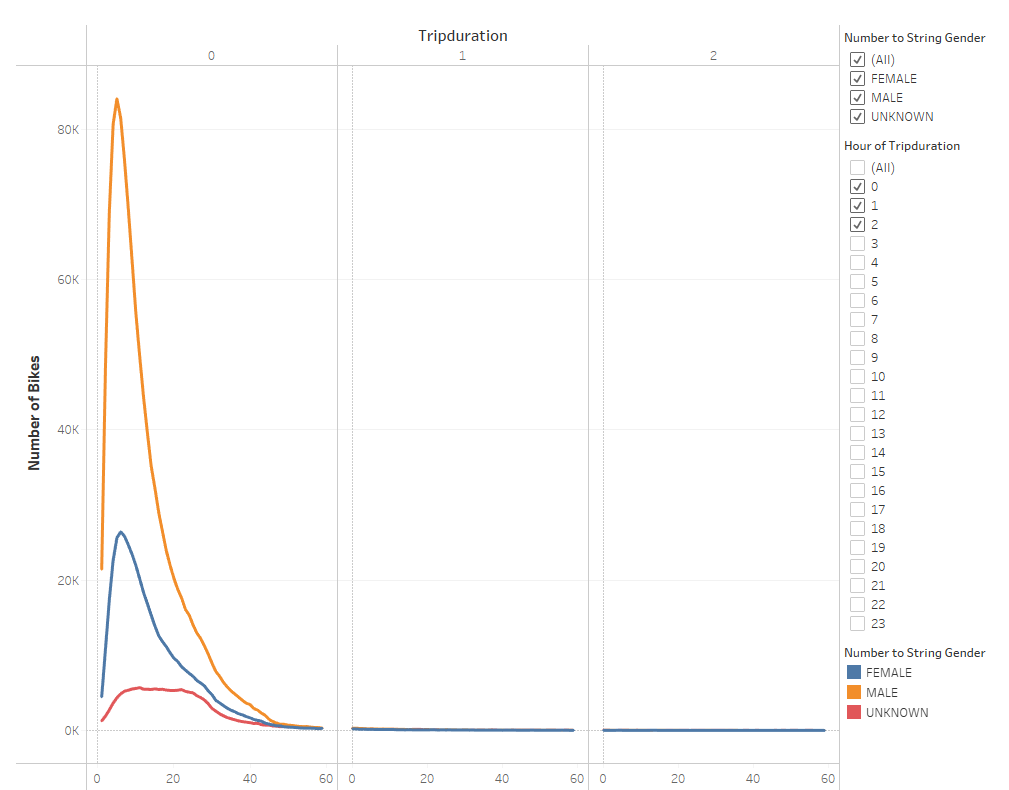 Tripduration
0 1 2
80K
60K
40K
20K
0K
Number of Bikes
0 20 40 60 0 20 40 60 0 20 40 60
Number to String Gender
(All)
FEMALE
MALE
UNKNOWN
Hour of Tripduration
(All)
0
1
2
3
4
5
6
7
8
9
10
11
12
13
14
15
16
17
18
19
20
21
22
23
Number to String Gender
FEMALE
MALE
UNKNOWN